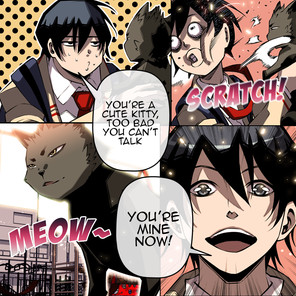 YOU'RE A
CUTE KITTY,
TOO BAD
YOU CAN'T
TALK
SCRATCH!
MEOW~
YOU'RE
MINE
NOW!